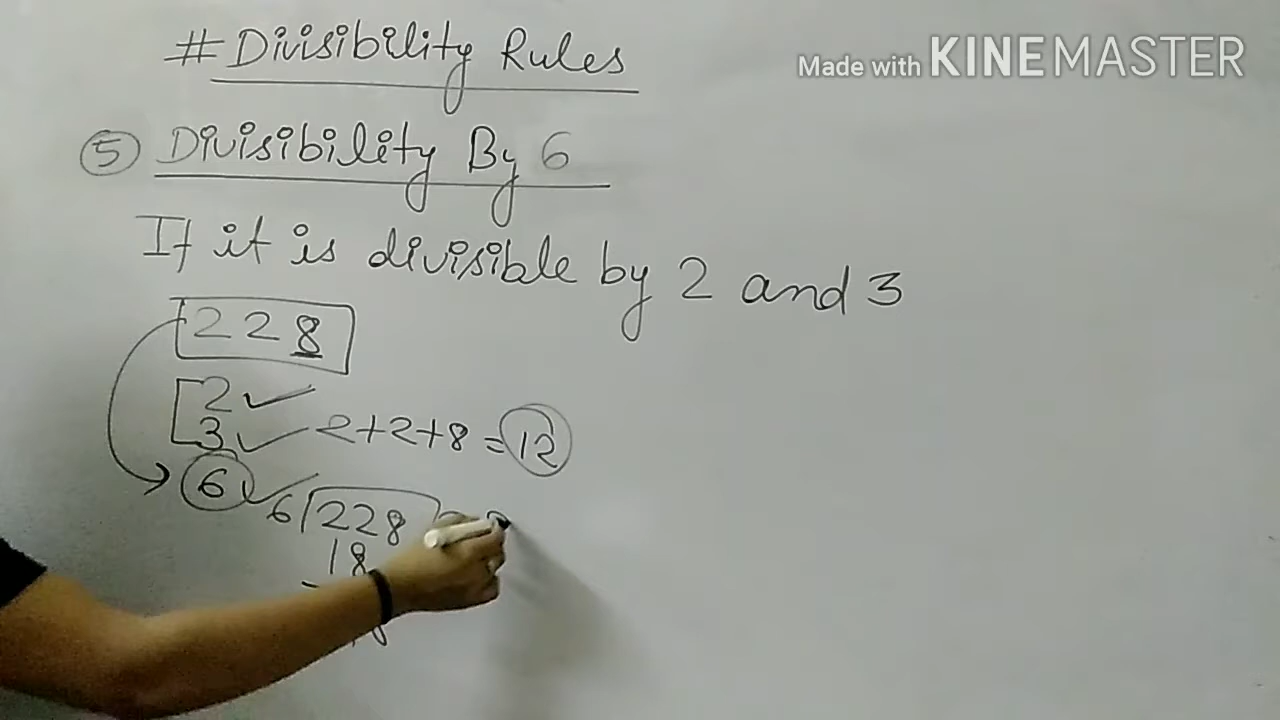 # Divisibility Rules
Made with KINEMASTER
5 Divisibility By 6
If it is divisible by 2 and 3
228
2 ✓
3 ✓ 2+2+8 = 12
6 ✓ 6)228(
18